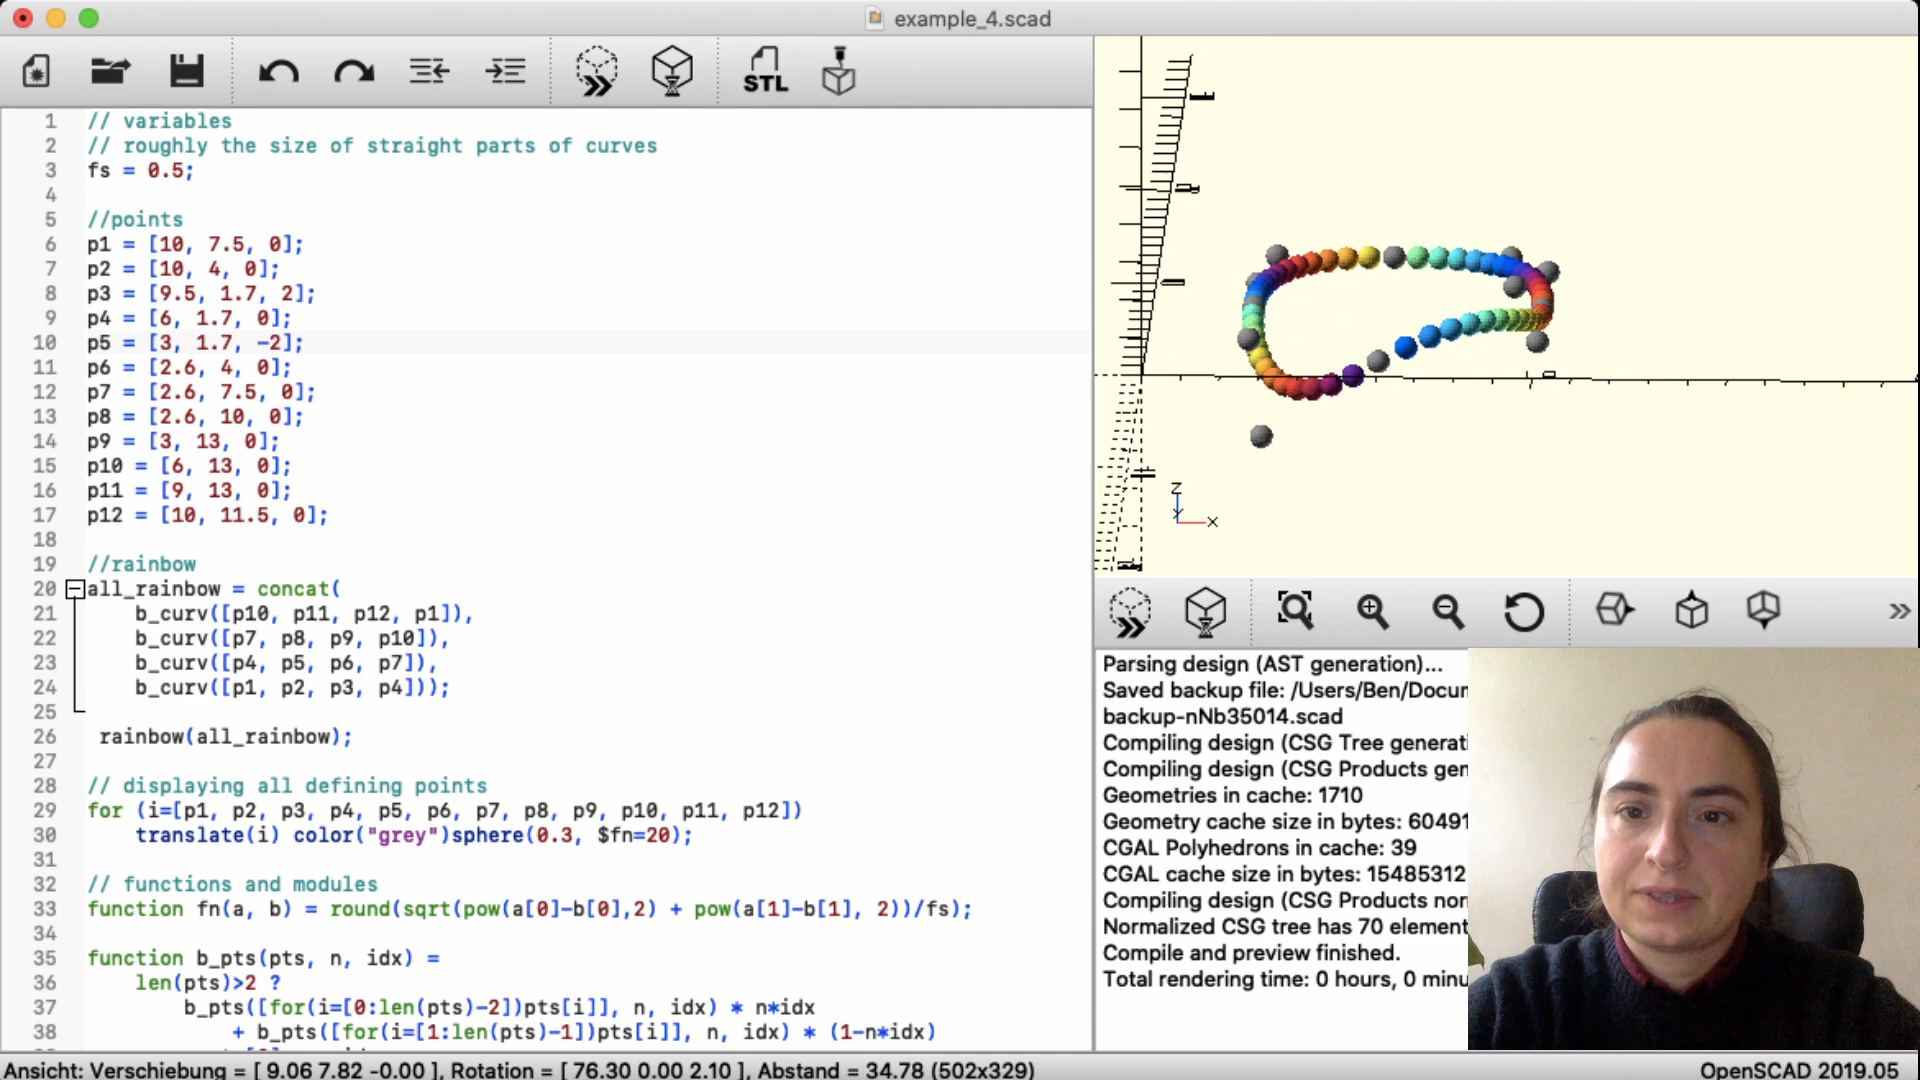 example_4.scad
STL
1 // variables
2 // roughly the size of straight parts of curves
3 fs = 0.5;
4
5 //points
6 p1 = [10, 7.5, 0];
7 p2 = [10, 4, 0];
8 p3 = [9.5, 1.7, 2];
9 p4 = [6, 1.7, 0];
10 p5 = [3, 1.7, -2];
11 p6 = [2.6, 4, 0];
12 p7 = [2.6, 7.5, 0];
13 p8 = [2.6, 10, 0];
14 p9 = [3, 13, 0];
15 p10 = [6, 13, 0];
16 p11 = [9, 13, 0];
17 p12 = [10, 11.5, 0];
18
19 //rainbow
20 all_rainbow = concat(
21 b_curv([p10, p11, p12, p1]),
22 b_curv([p7, p8, p9, p10]),
23 b_curv([p4, p5, p6, p7]),
24 b_curv([p1, p2, p3, p4]));
25
26 rainbow(all_rainbow);
27
28 // displaying all defining points
29 for (i=[p1, p2, p3, p4, p5, p6, p7, p8, p9, p10, p11, p12])
30 translate(i) color("grey")sphere(0.3, $fn=20);
31
32 // functions and modules
33 function fn(a, b) = round(sqrt(pow(a[0]-b[0],2) + pow(a[1]-b[1], 2))/fs);
34
35 function b_pts(pts, n, idx) =
36 len(pts)>2 ?
37 b_pts([for(i=[0:len(pts)-2])pts[i]], n, idx) * n*idx
38 + b_pts([for(i=[1:len(pts)-1])pts[i]], n, idx) * (1-n*idx)
Z
Y
X
»
Parsing design (AST generation)...
Saved backup file: /Users/Ben/Docum
backup-nNb35014.scad
Compiling design (CSG Tree generati
Compiling design (CSG Products gen
Geometries in cache: 1710
Geometry cache size in bytes: 60491
CGAL Polyhedrons in cache: 39
CGAL cache size in bytes: 15485312
Compiling design (CSG Products nor
Normalized CSG tree has 70 element
Compile and preview finished.
Total rendering time: 0 hours, 0 minu
Ansicht: Verschiebung = [ 9.06 7.82 -0.00 ], Rotation = [ 76.30 0.00 2.10 ], Abstand = 34.78 (502x329)
OpenSCAD 2019.05